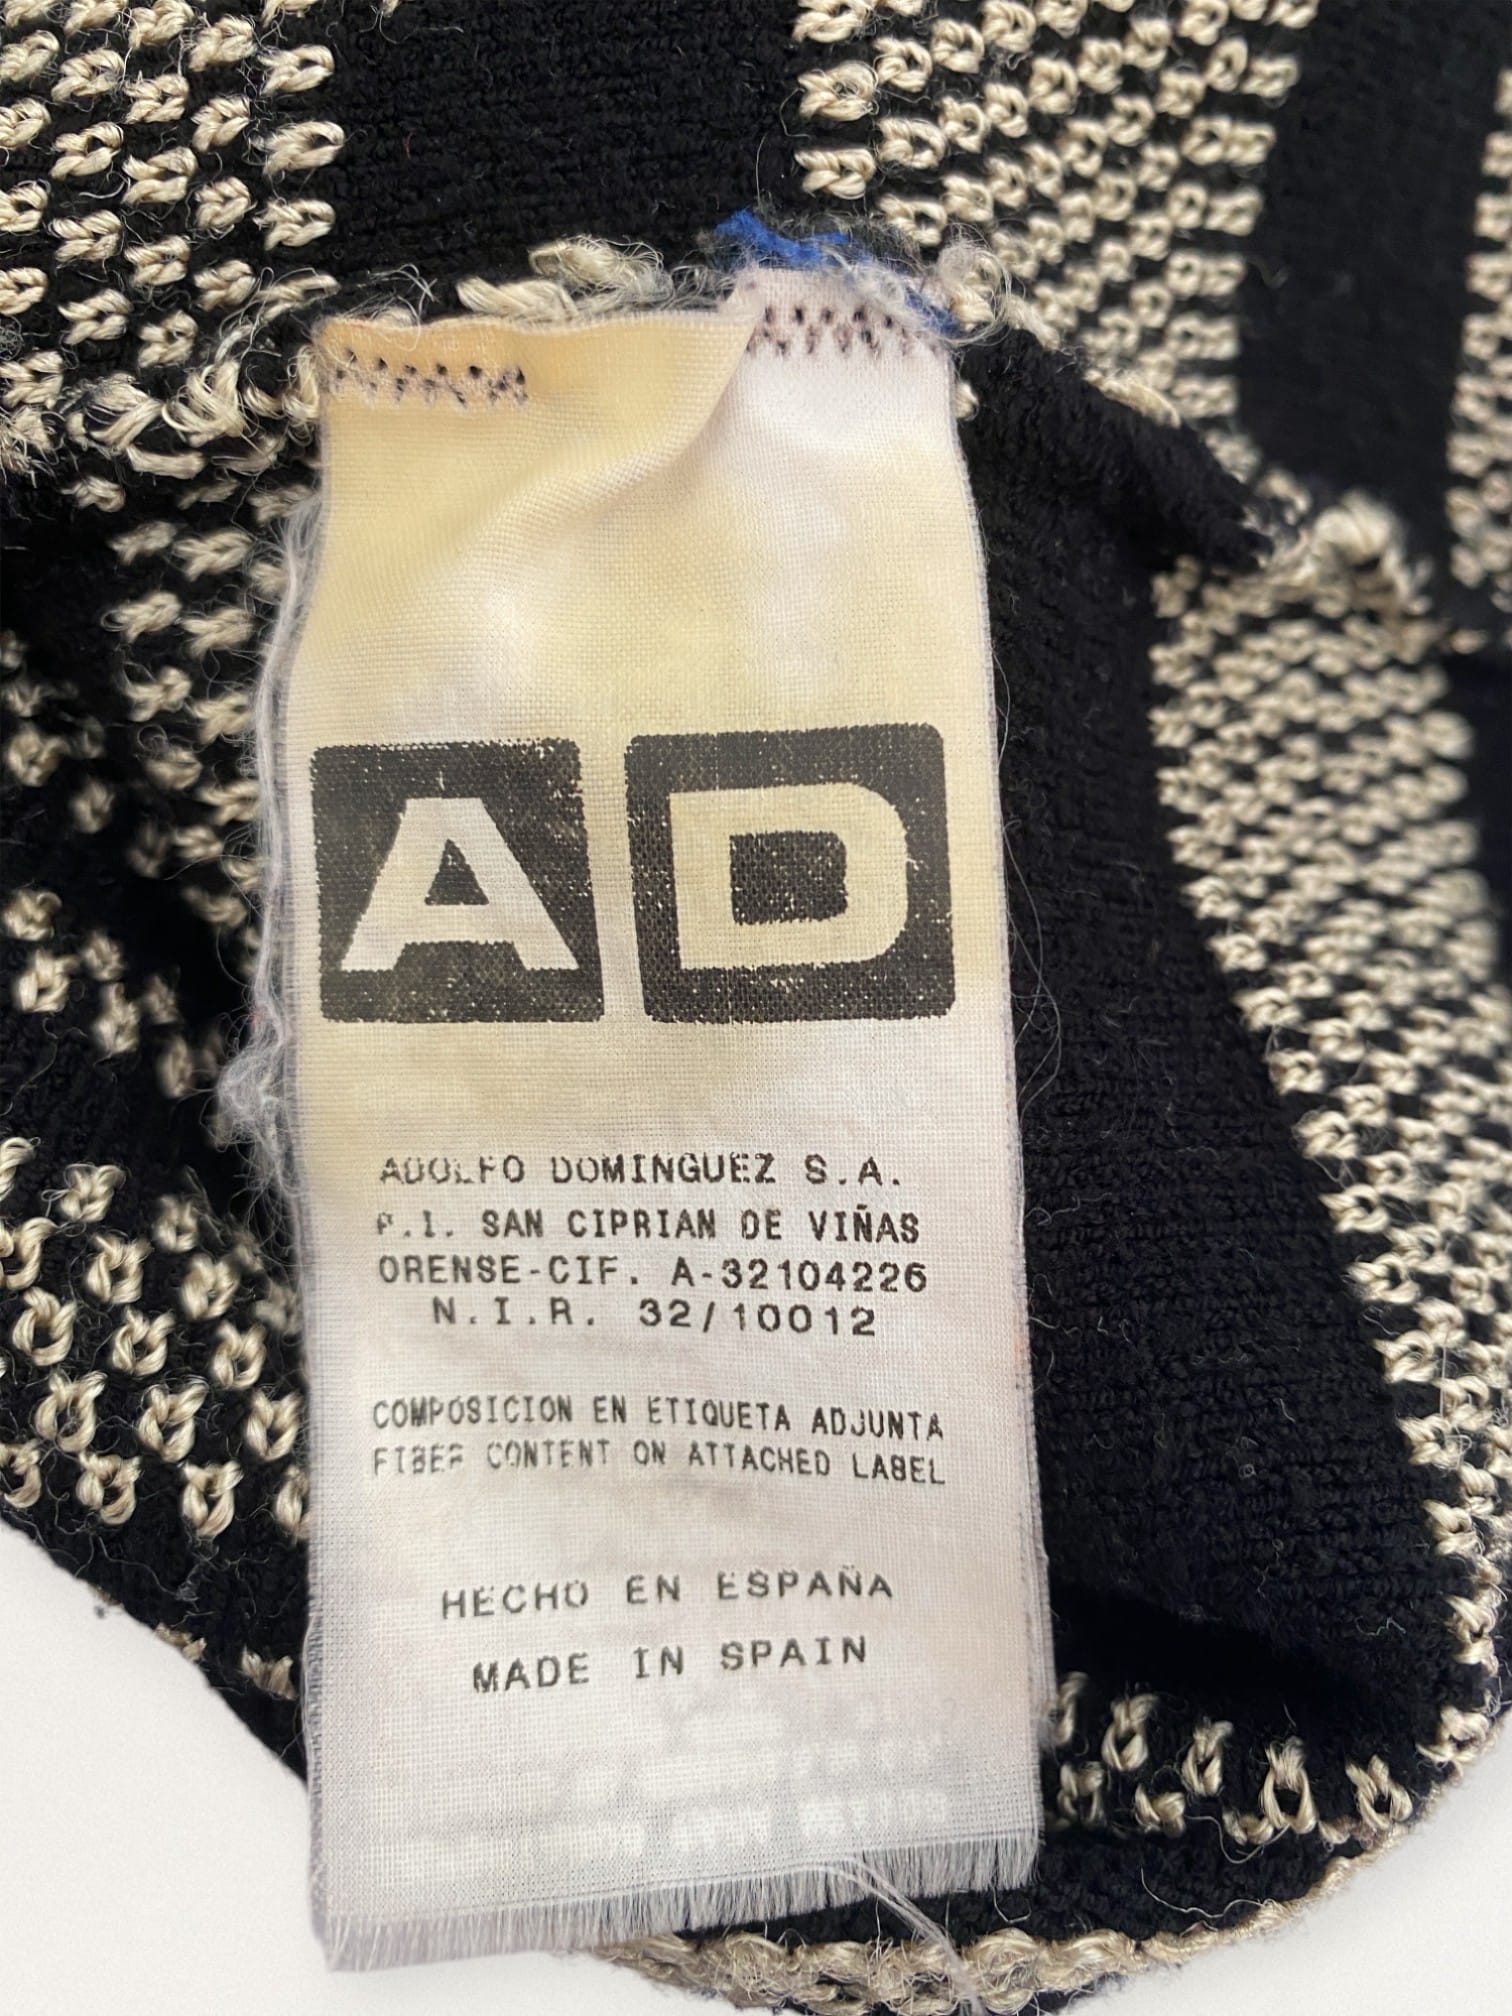 AD
ADOLFO DOMINGUEZ S.A.
P.I. SAN CIPRIAN DE VIÑAS
ORENSE-CIF. A-32104226
N.I.R. 32/10012
COMPOSICION EN ETIQUETA ADJUNTA
FIBER CONTENT ON ATTACHED LABEL
HECHO EN ESPAÑA
MADE IN SPAIN